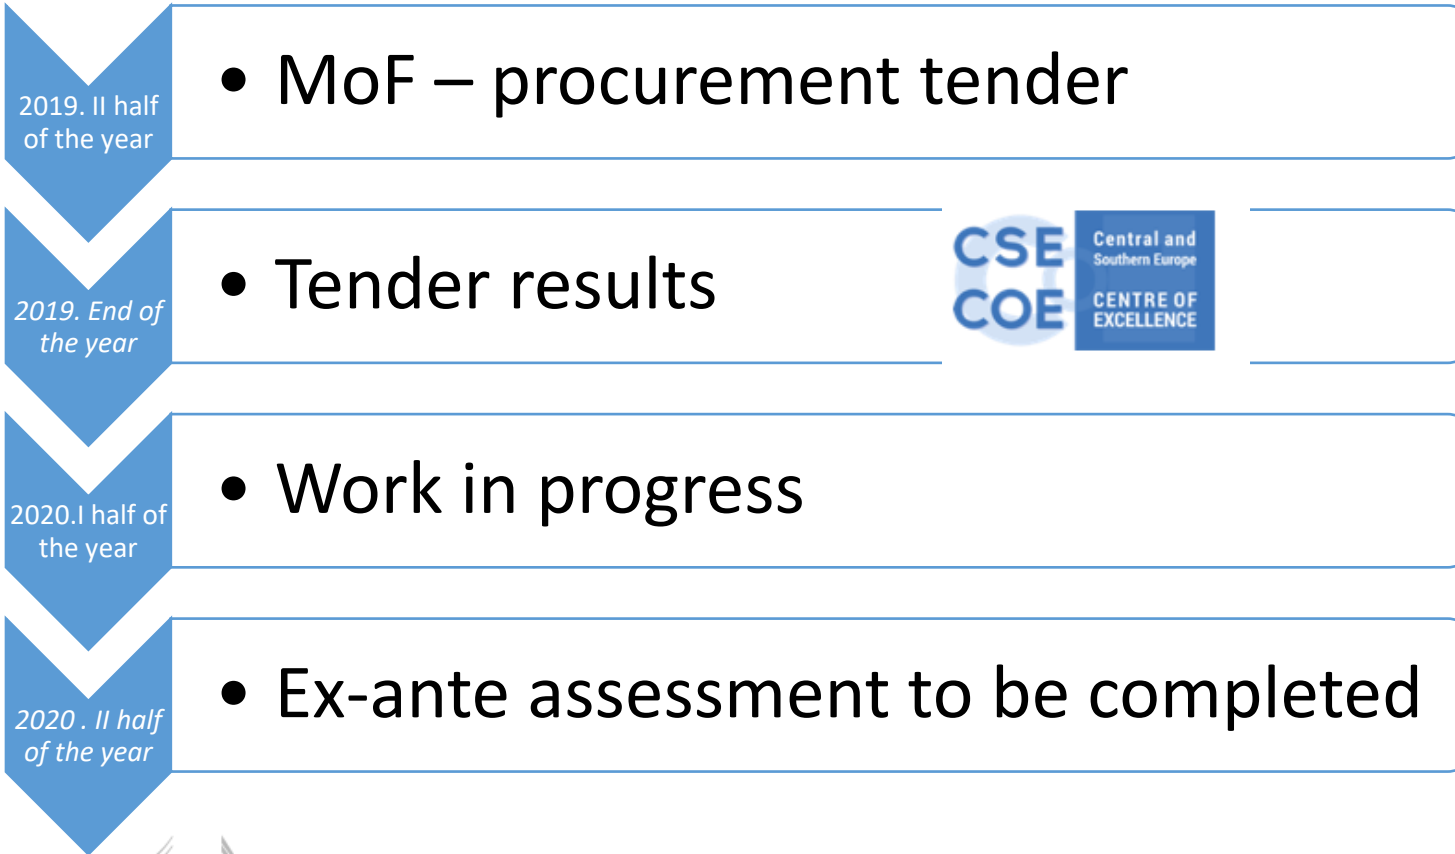 2019. II half
of the year
• MoF – procurement tender
2019. End of
the year
• Tender results
CSE
COE
Central and
Southern Europe
CENTRE OF
EXCELLENCE
2020.I half of
the year
• Work in progress
2020 . II half
of the year
• Ex-ante assessment to be completed